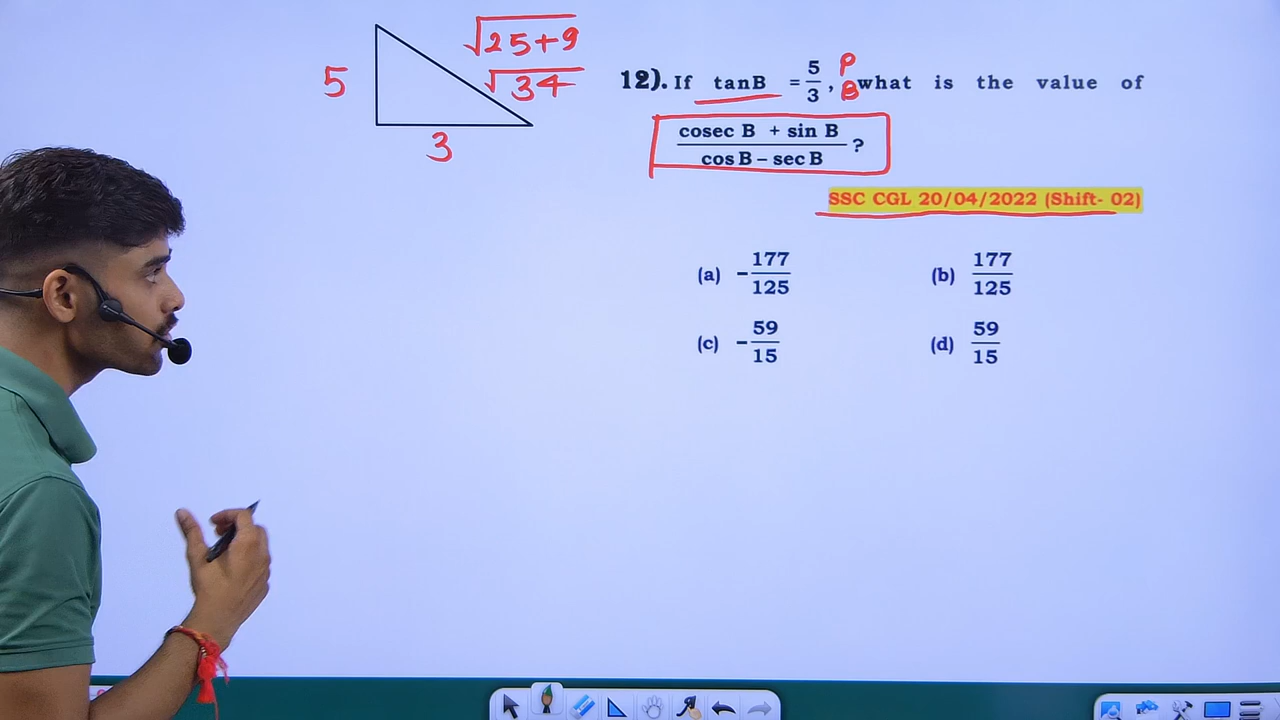 5
√25+9
√34
3
12). If tanB = 5/3, what is the value of
P
B
cosec B + sin B
cos B – sec B
?
SSC CGL 20/04/2022 (Shift- 02)
(a) -177/125
(b) 177/125
(c) -59/15
(d) 59/15